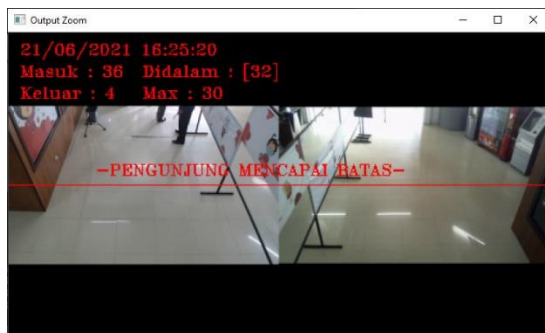 Output Zoom
21/06/2021 16:25:20
Masuk : 36 Didalam : [32]
Keluar : 4 Max : 30
-PENGUNJUNG MENCAPAI BATAS-